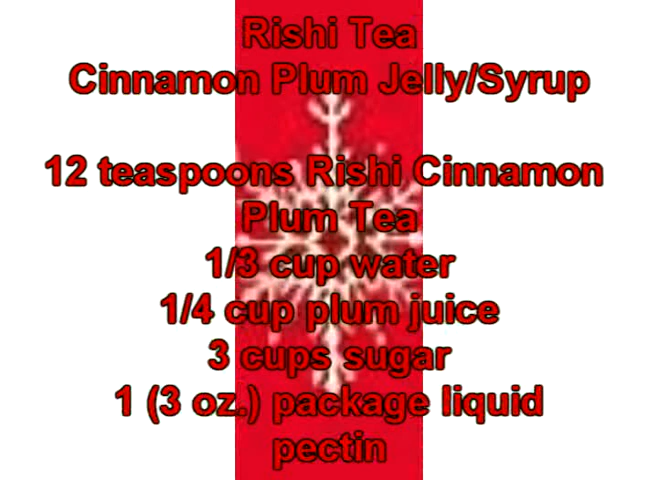 Rishi Tea
Cinnamon Plum Jelly/Syrup
12 teaspoons Rishi Cinnamon
Plum Tea
1/3 cup water
1/4 cup plum juice
3 cups sugar
1 (3 oz.) package liquid
pectin